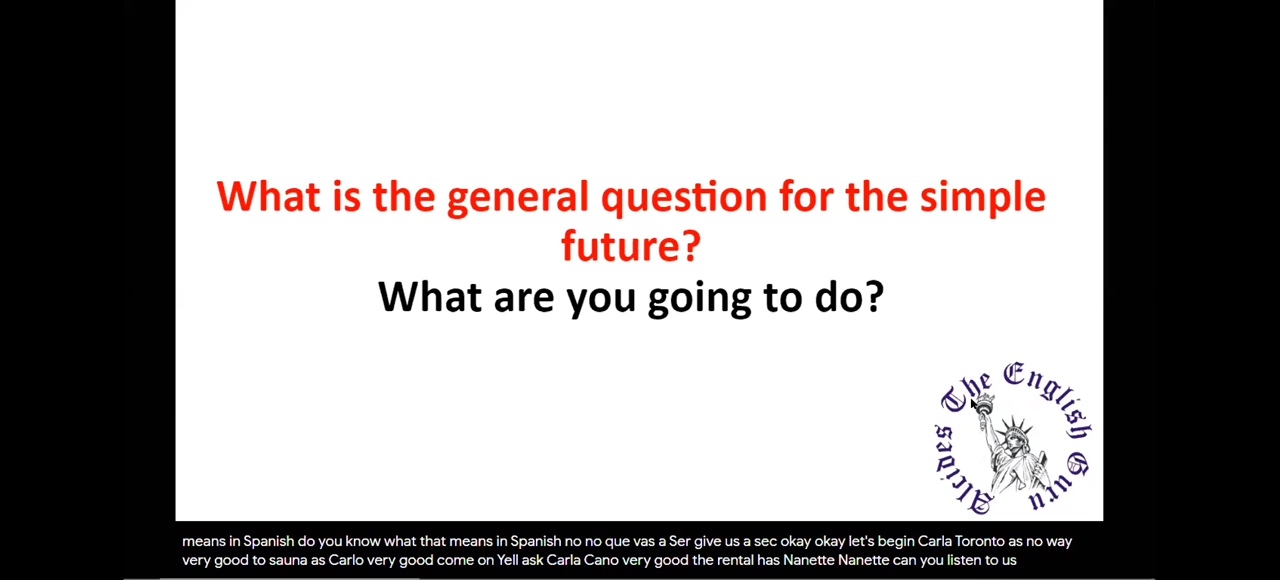 What is the general question for the simple
future?
What are you going to do?
Alcides The English Guru
means in Spanish do you know what that means in Spanish no no que vas a Ser give us a sec okay okay let's begin Carla Toronto as no way
very good to sauna as Carlo very good come on Yell ask Carla Cano very good the rental has Nanette Nanette can you listen to us